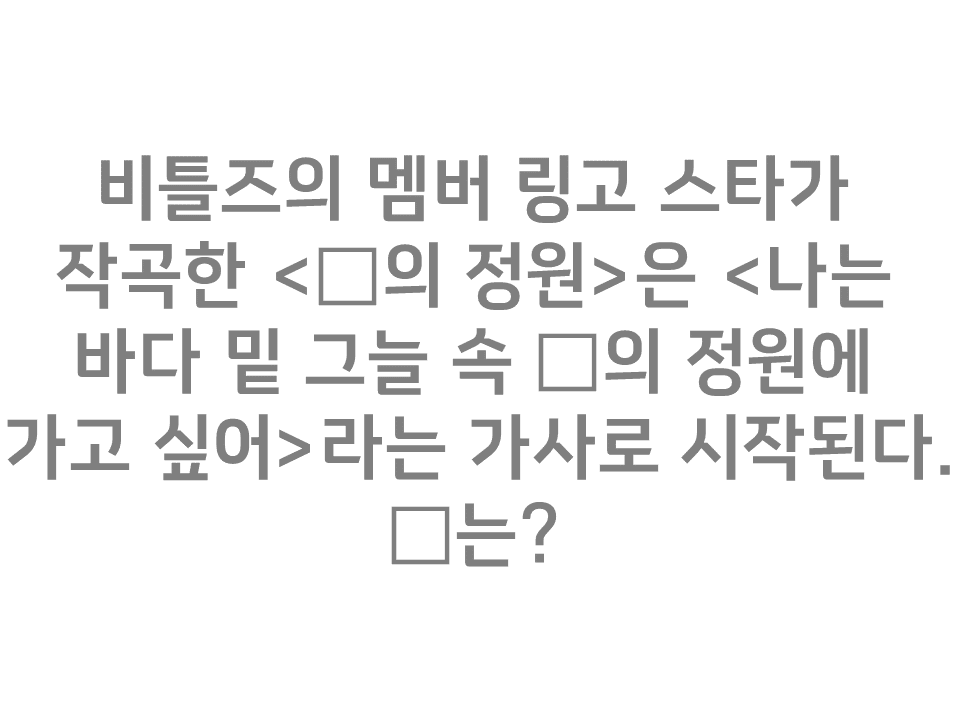 비틀즈의 멤버 링고 스타가
작곡한 <□의 정원>은 <나는
바다 밑 그늘 속 □의 정원에
가고 싶어>라는 가사로 시작된다.
□는?